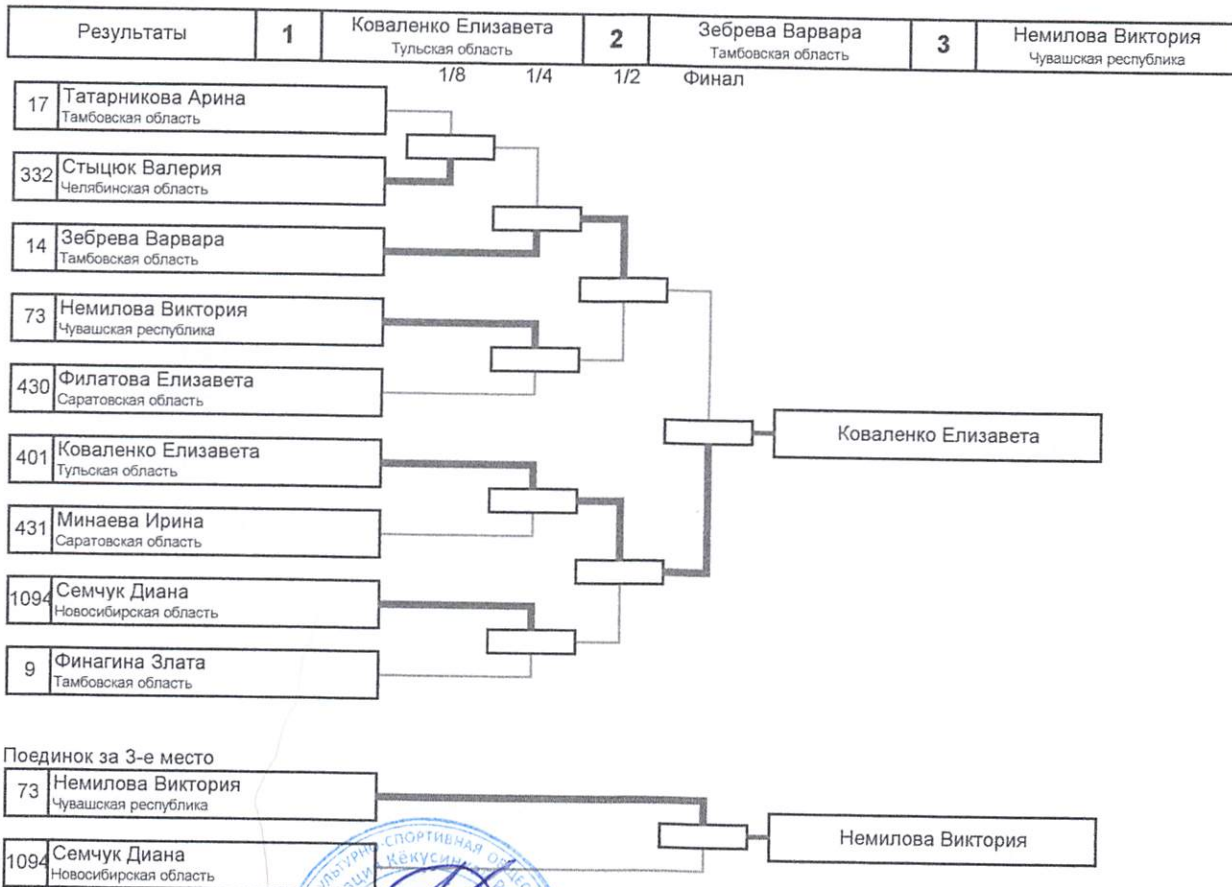 Результаты 1 Коваленко Елизавета 2 Зебрева Варвара 3 Немилова Виктория
Тульская область Тамбовская область Чувашская республика
1/8 1/4 1/2 Финал
17 Татарникова Арина
Тамбовская область
332 Стыцюк Валерия
Челябинская область
14 Зебрева Варвара
Тамбовская область
73 Немилова Виктория
Чувашская республика
430 Филатова Елизавета
Саратовская область
401 Коваленко Елизавета
Тульская область
Коваленко Елизавета
431 Минаева Ирина
Саратовская область
1094 Семчук Диана
Новосибирская область
9 Финагина Злата
Тамбовская область
Поединок за 3-е место
73 Немилова Виктория
Чувашская республика
Немилова Виктория
1094 Семчук Диана
Новосибирская область